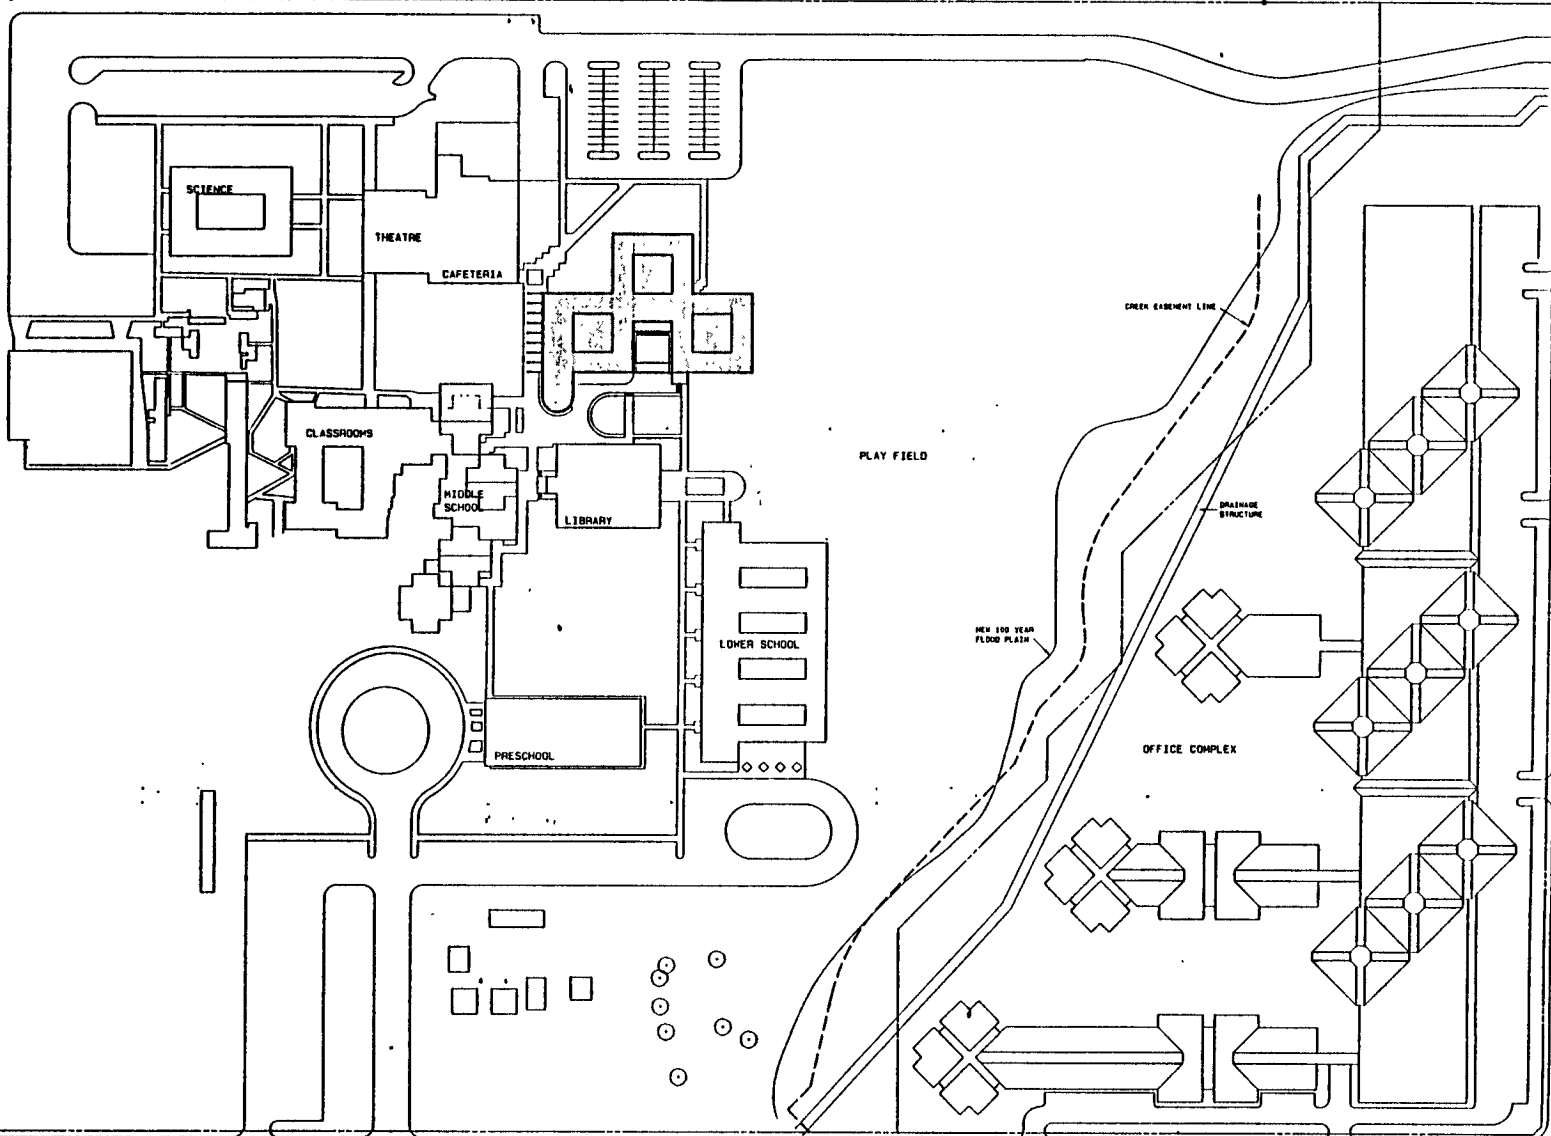 SCIENCE
THEATRE
CAFETERIA
CREEK EASEMENT LINE
CLASSROOMS
PLAY FIELD
MIDDLE
SCHOOL
LIBRARY
DRAINAGE
STRUCTURE
NEW 100 YEAR
FLOOD PLAIN
LOWER SCHOOL
OFFICE COMPLEX
PRESCHOOL